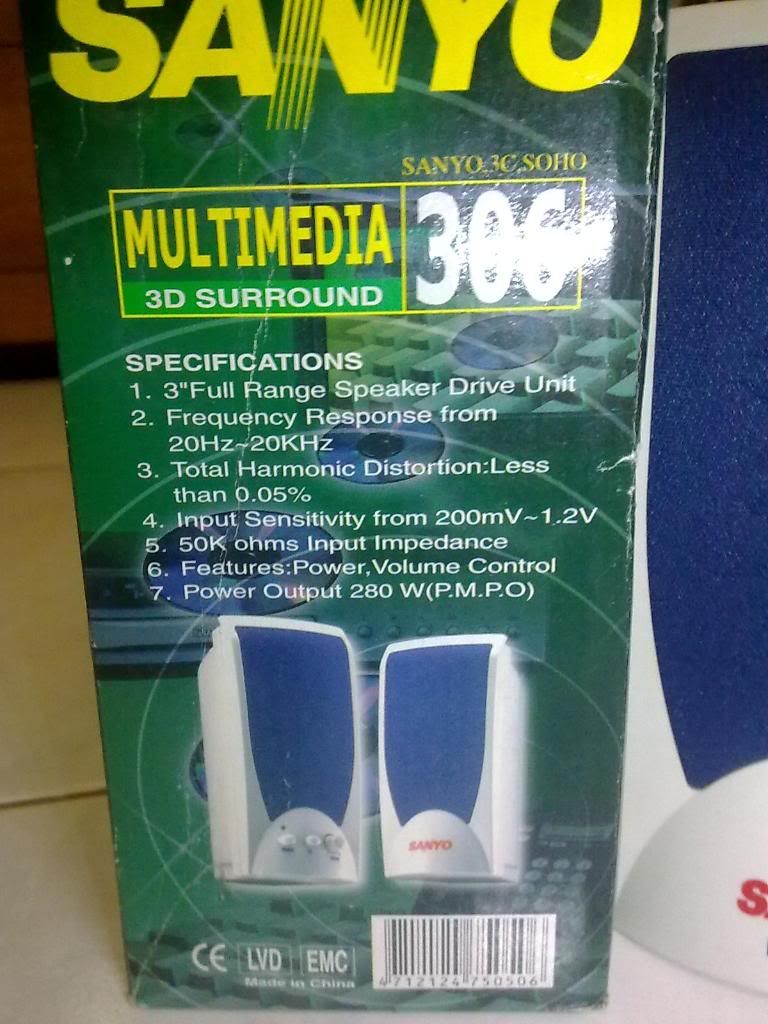 SANYO
SANYO.3C.SOHO
MULTIMEDIA
306
3D SURROUND
SPECIFICATIONS
1. 3"Full Range Speaker Drive Unit
2. Frequency Response from
20Hz~20KHz
3. Total Harmonic Distortion:Less
than 0.05%
4. Input Sensitivity from 200mV~1.2V
5. 50K ohms Input Impedance
6. Features:Power,Volume Control
7. Power Output 280 W(P.M.P.O)
SANYO
CE LVD EMC
Made in China
4712124750506